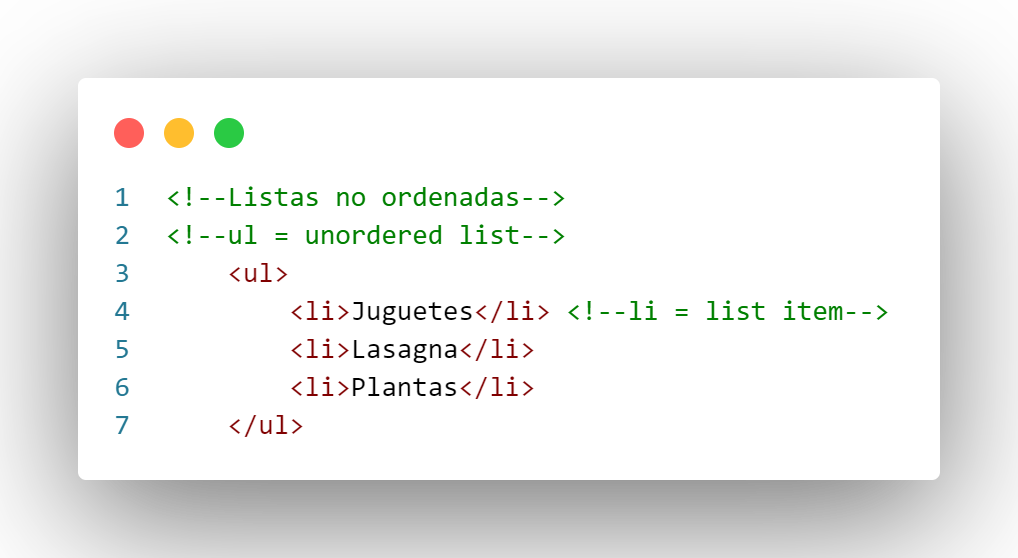 1 <!--Listas no ordenadas-->
2 <!--ul = unordered list-->
3     <ul>
4         <li>Juguetes</li> <!--li = list item-->
5         <li>Lasagna</li>
6         <li>Plantas</li>
7     </ul>